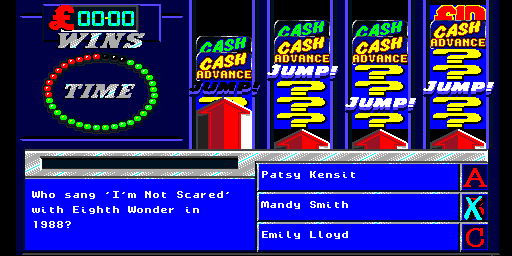 £00:00
WINS
TIME
CASH
CASH
ADVANCE
JUMP!
?
CASH
CASH
ADVANCE
JUMP!
?
?
?
CASH
CASH
ADVANCE
?
?
JUMP!
?
£10
CASH
ADVANCE
?
?
JUMP!
?
Who sang 'I'm Not Scared'
with Eighth Wonder in
1988?
Patsy Kensit A
Mandy Smith X
Emily Lloyd C